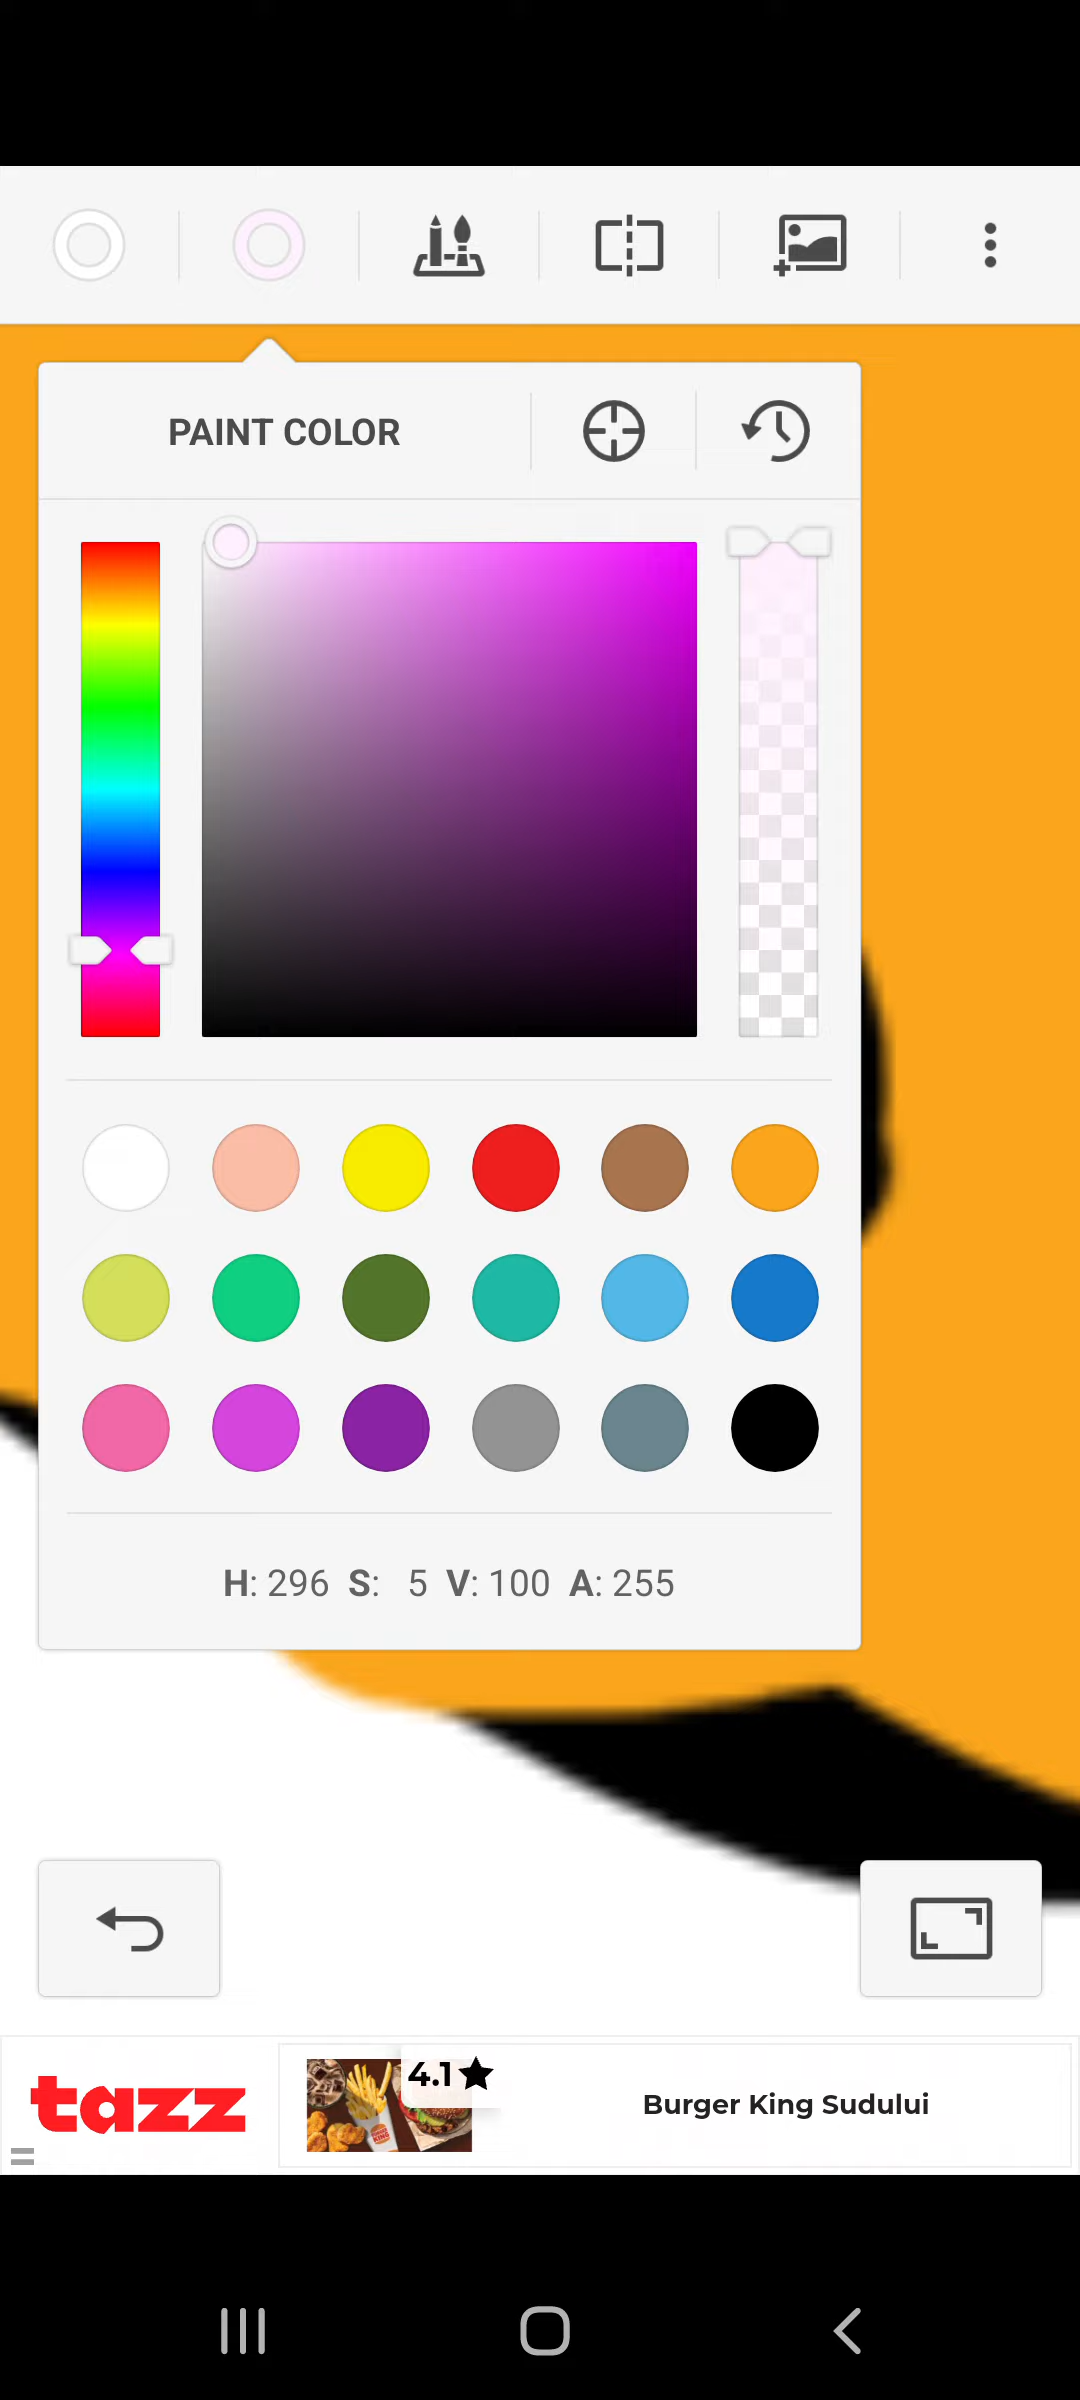 PAINT COLOR
H: 296 S: 5 V: 100 A: 255
tazz
4.1★
Burger King Sudului